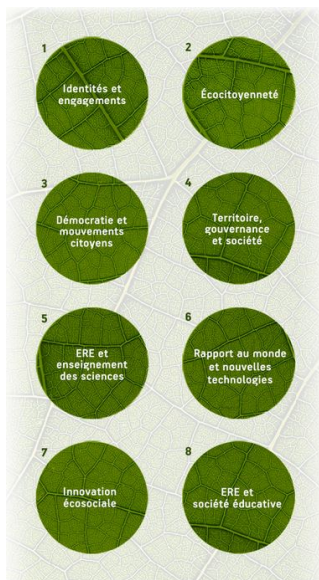 1
Identités et
engagements
2
Écocitoyenneté
3
Démocratie et
mouvements
citoyens
4
Territoire,
gouvernance
et société
5
ERE et
enseignement
des sciences
6
Rapport au monde
et nouvelles
technologies
7
Innovation
écosociale
8
ERE et
société éducative